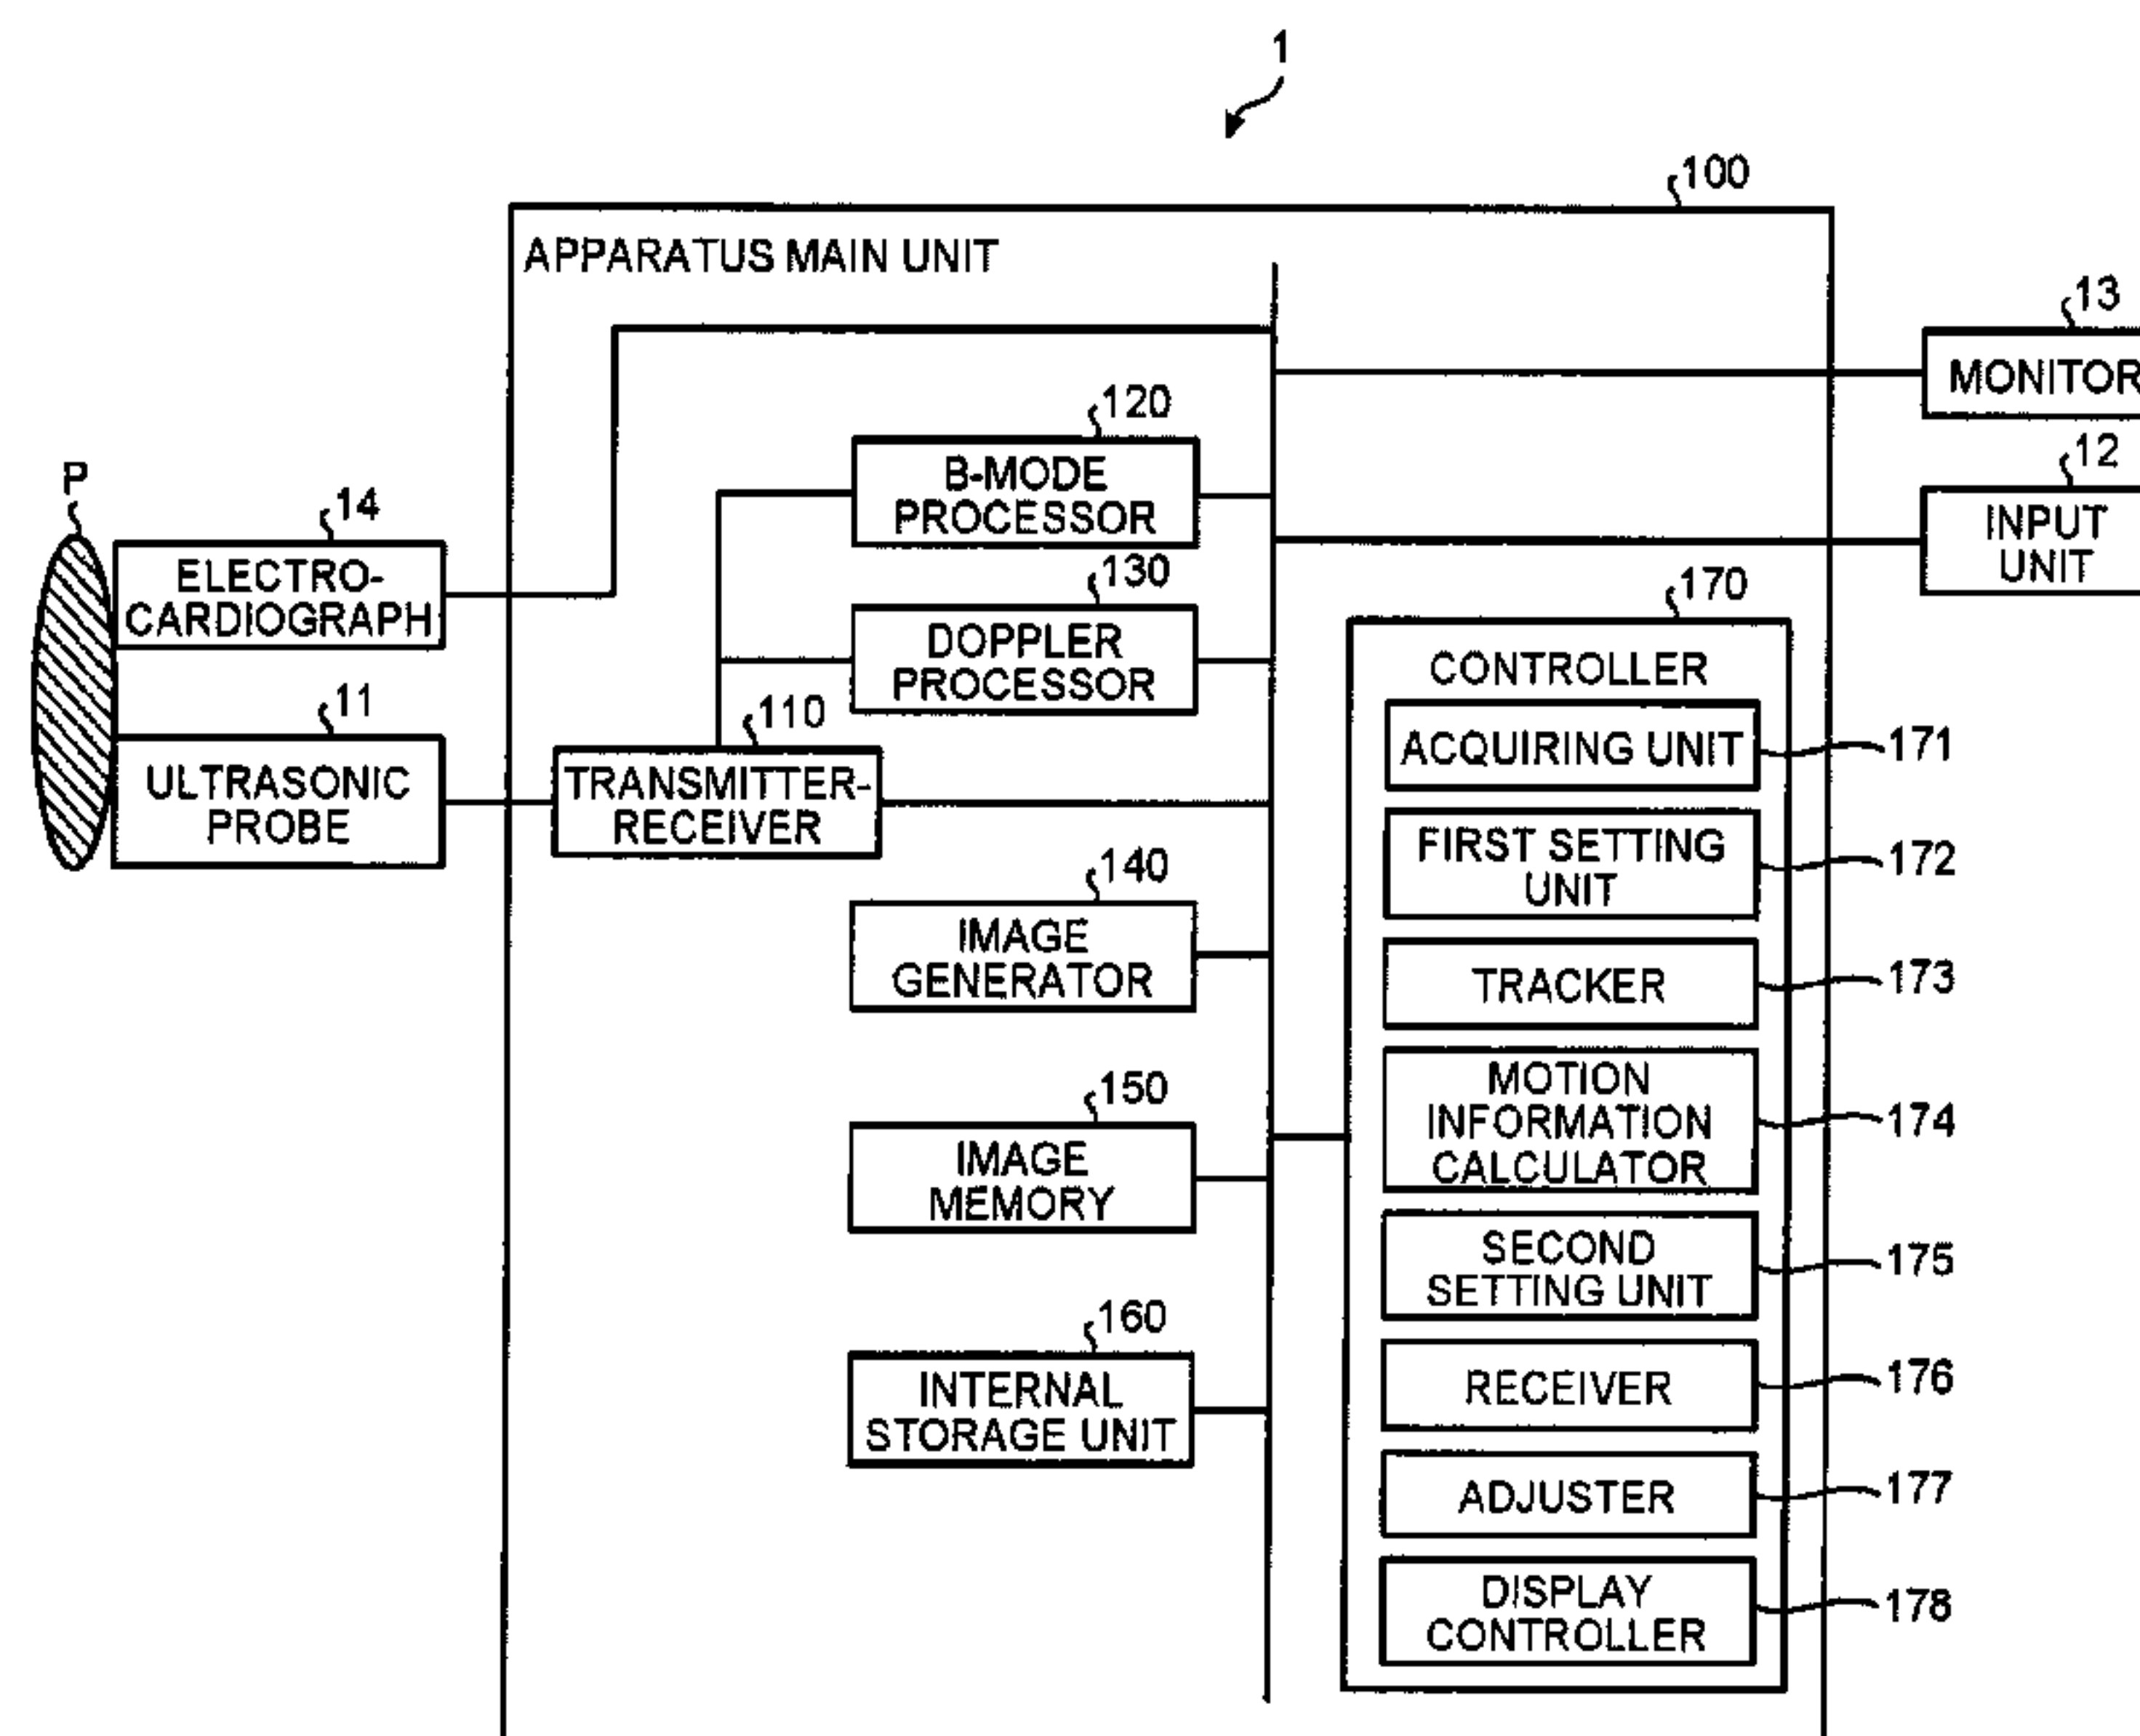 1
100
APPARATUS MAIN UNIT
13
MONITOR
120
B-MODE
PROCESSOR
12
INPUT
UNIT
P
14
ELECTRO-
CARDIOGRAPH
130
DOPPLER
PROCESSOR
11
ULTRASONIC
PROBE
110
TRANSMITTER-
RECEIVER
140
IMAGE
GENERATOR
150
IMAGE
MEMORY
160
INTERNAL
STORAGE UNIT
170
CONTROLLER
ACQUIRING UNIT
171
FIRST SETTING
UNIT
172
TRACKER
173
MOTION
INFORMATION
CALCULATOR
174
SECOND
SETTING UNIT
175
RECEIVER
176
ADJUSTER
177
DISPLAY
CONTROLLER
178